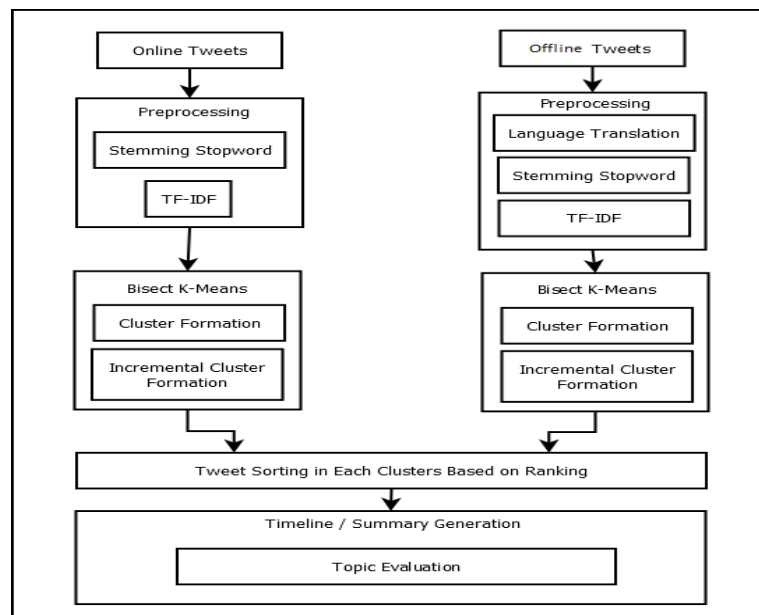 Online Tweets
Preprocessing
Stemming Stopword
TF-IDF
Bisect K-Means
Cluster Formation
Incremental Cluster
Formation
Offline Tweets
Preprocessing
Language Translation
Stemming Stopword
TF-IDF
Bisect K-Means
Cluster Formation
Incremental Cluster
Formation
Tweet Sorting in Each Clusters Based on Ranking
Timeline / Summary Generation
Topic Evaluation